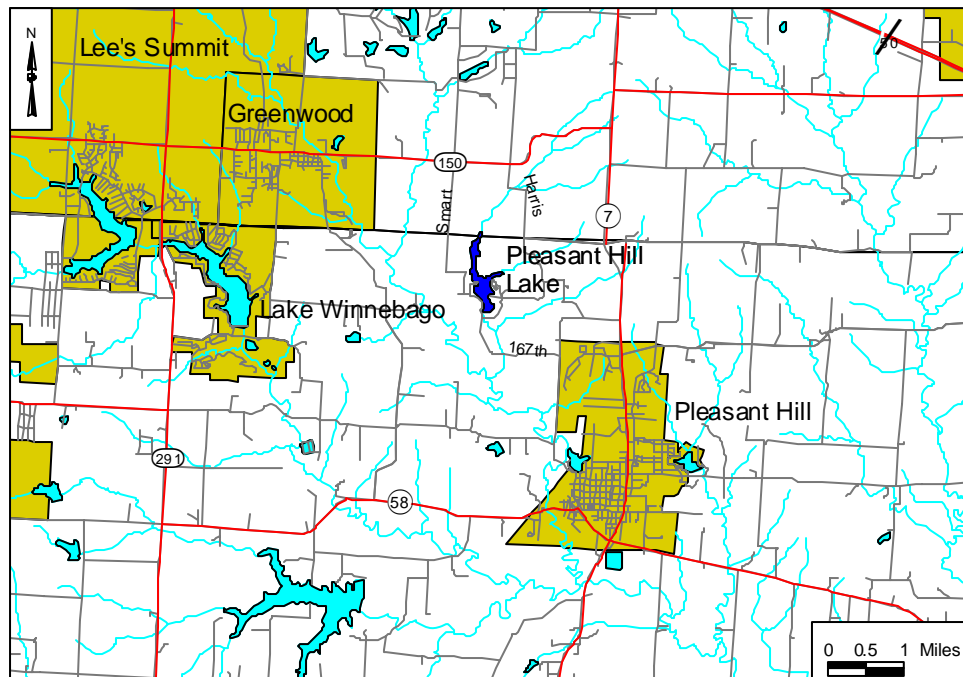 N
Lee's Summit
50
Greenwood
150
Smart
Harris
7
Pleasant Hill
Lake
Lake Winnebago
167th
Pleasant Hill
291
58
0 0.5 1 Miles